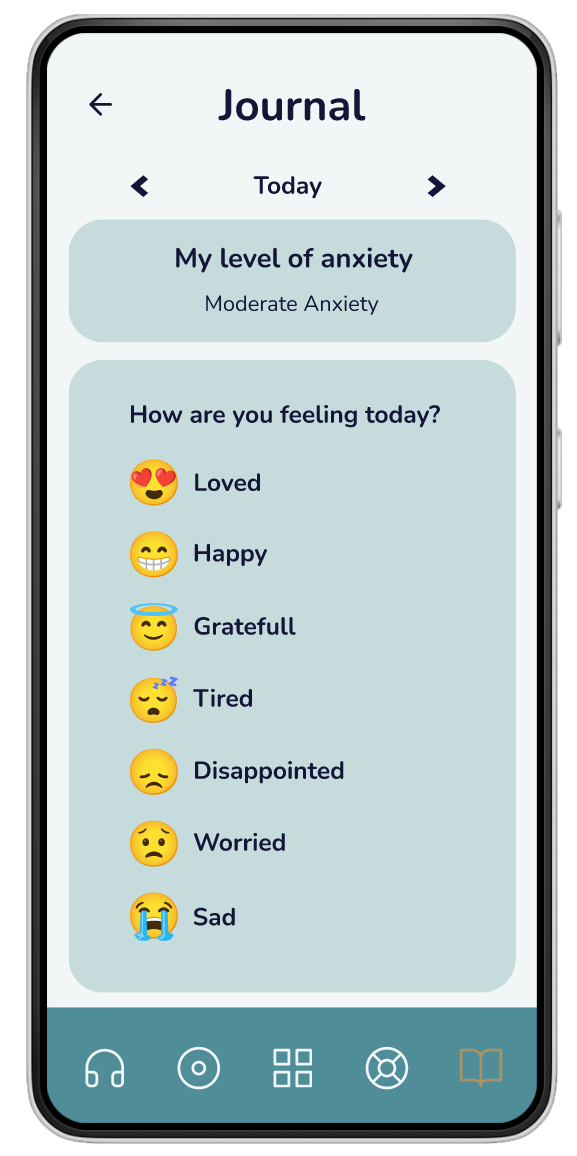 Journal
Today
My level of anxiety
Moderate Anxiety
How are you feeling today?
Loved
Happy
Gratefull
Tired
Disappointed
Worried
Sad